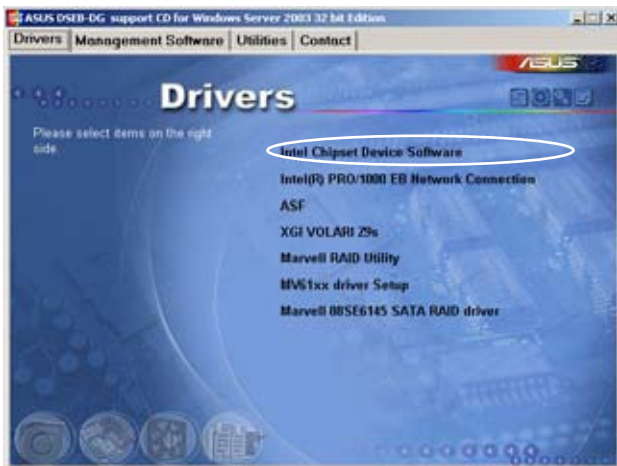 ASUS DSEB-DG support CD for Windows Server 2003 32 bit Edition
Drivers Management Software Utilities Contact
ASUS
Drivers
Please select items on the right
side.
Intel Chipset Device Software
Intel(R) PRO/1000 EB Network Connection
ASF
XGI VOLARI Z9s
Marvell RAID Utility
MV61xx driver Setup
Marvell 88SE6145 SATA RAID driver